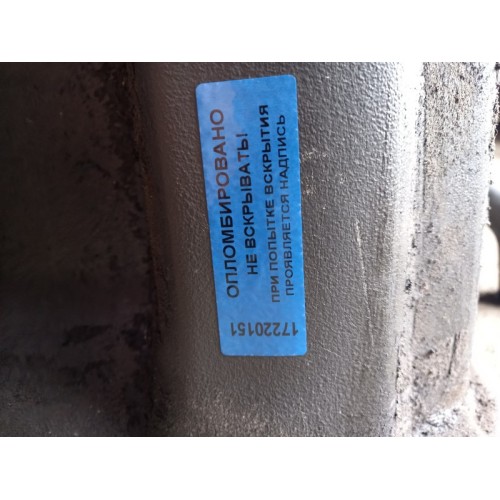 ОПЛОМБИРОВАНО
НЕ ВСКРЫВАТЬ!
ПРИ ПОПЫТКЕ ВСКРЫТИЯ
ПРОЯВЛЯЕТСЯ НАДПИСЬ
17220151